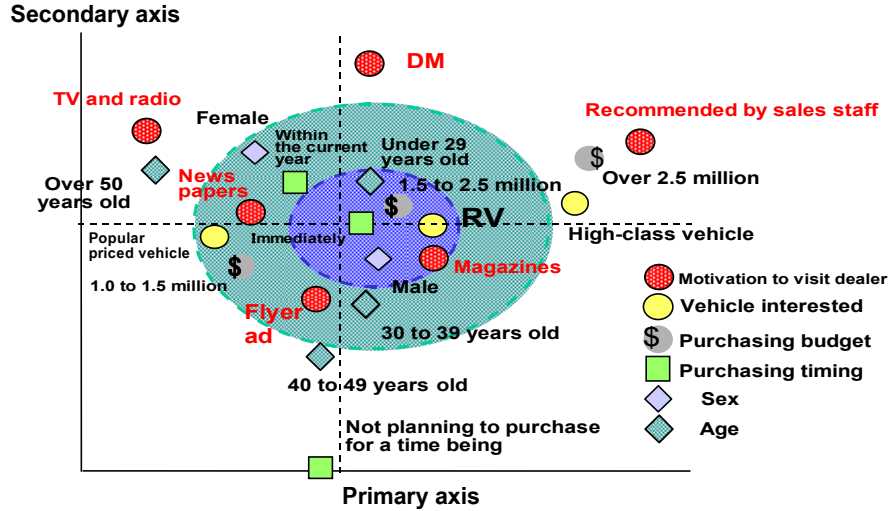 Secondary axis
DM
TV and radio
Recommended by sales staff
Female
Within
the current
year
Under 29
years old
$
Over 2.5 million
Over 50
years old
News
papers
1.5 to 2.5 million
$
RV
High-class vehicle
Popular
priced vehicle
Immediately
$
1.0 to 1.5 million
Magazines
Male
Flyer
ad
30 to 39 years old
40 to 49 years old
Motivation to visit dealer
Vehicle interested
$
Purchasing budget
Purchasing timing
Sex
Age
Not planning to purchase
for a time being
Primary axis